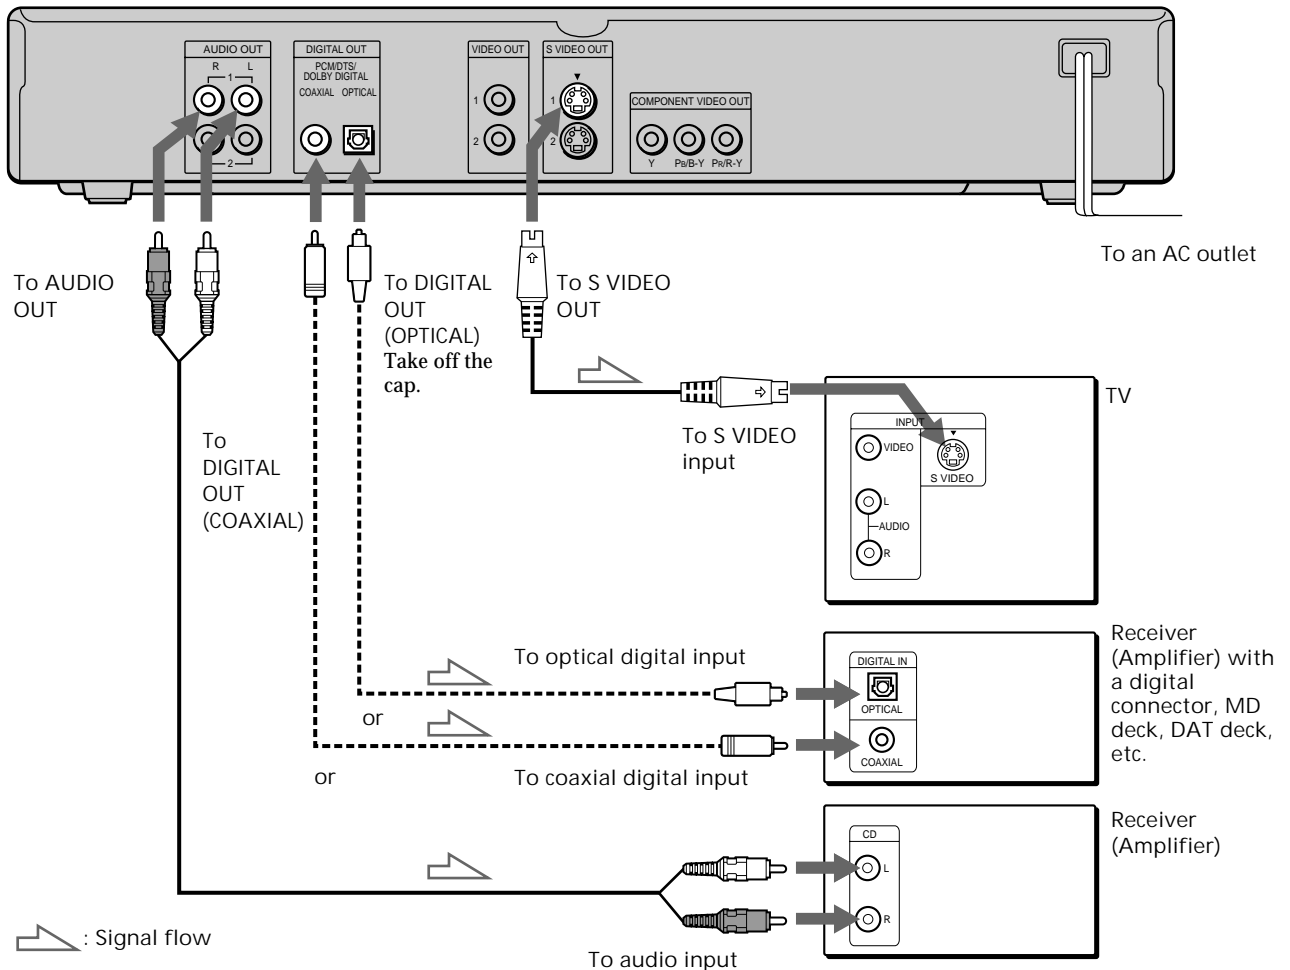 AUDIO OUT
R L
1
2
DIGITAL OUT
PCM/DTS/
DOLBY DIGITAL
COAXIAL OPTICAL
VIDEO OUT
1
2
S VIDEO OUT
1
2
COMPONENT VIDEO OUT
Y PB/B-Y PR/R-Y
To an AC outlet
To AUDIO
OUT
To DIGITAL
OUT
(OPTICAL)
Take off the
cap.
To S VIDEO
OUT
To
DIGITAL
OUT
(COAXIAL)
To S VIDEO
input
TV
INPUT
VIDEO
S VIDEO
L
AUDIO
R
To optical digital input
or
To coaxial digital input
or
DIGITAL IN
OPTICAL
COAXIAL
Receiver
(Amplifier) with
a digital
connector, MD
deck, DAT deck,
etc.
CD
L
R
Receiver
(Amplifier)
: Signal flow
To audio input